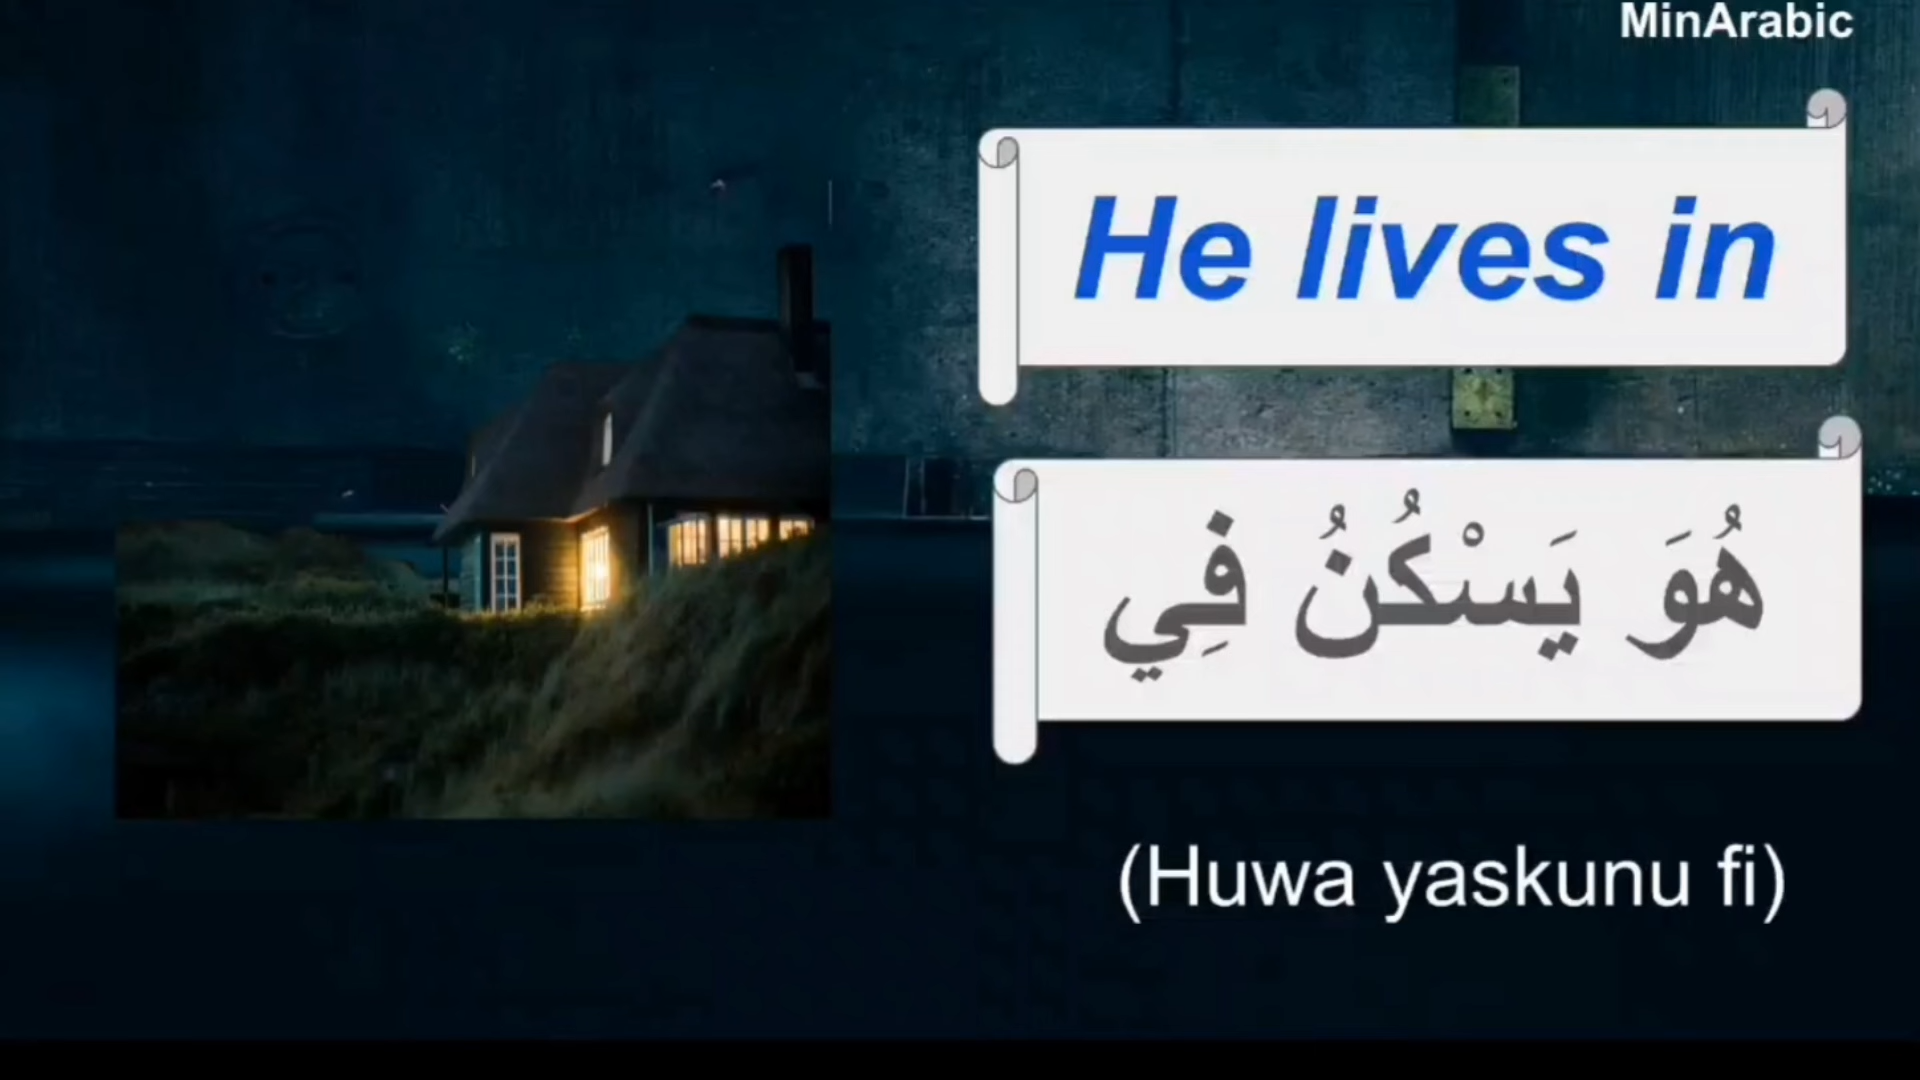 MinArabic
He lives in
هُوَ يَسْكُنُ فِي
(Huwa yaskunu fi)